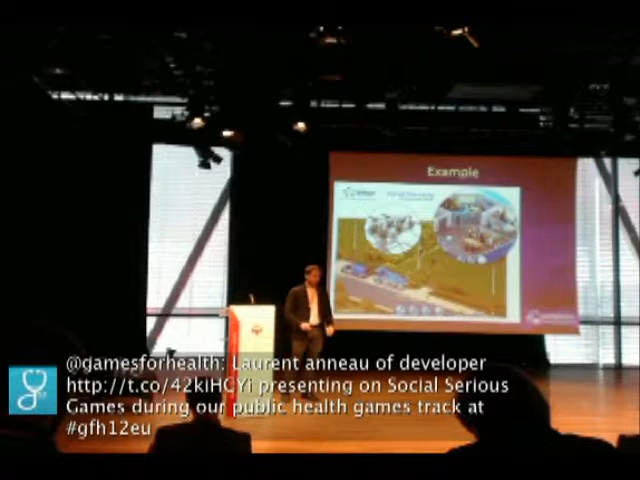 Example
@gamesforhealth: Laurent anneau of developer
http://t.co/42kIHCYi presenting on Social Serious
Games during our public health games track at
#gfh12eu